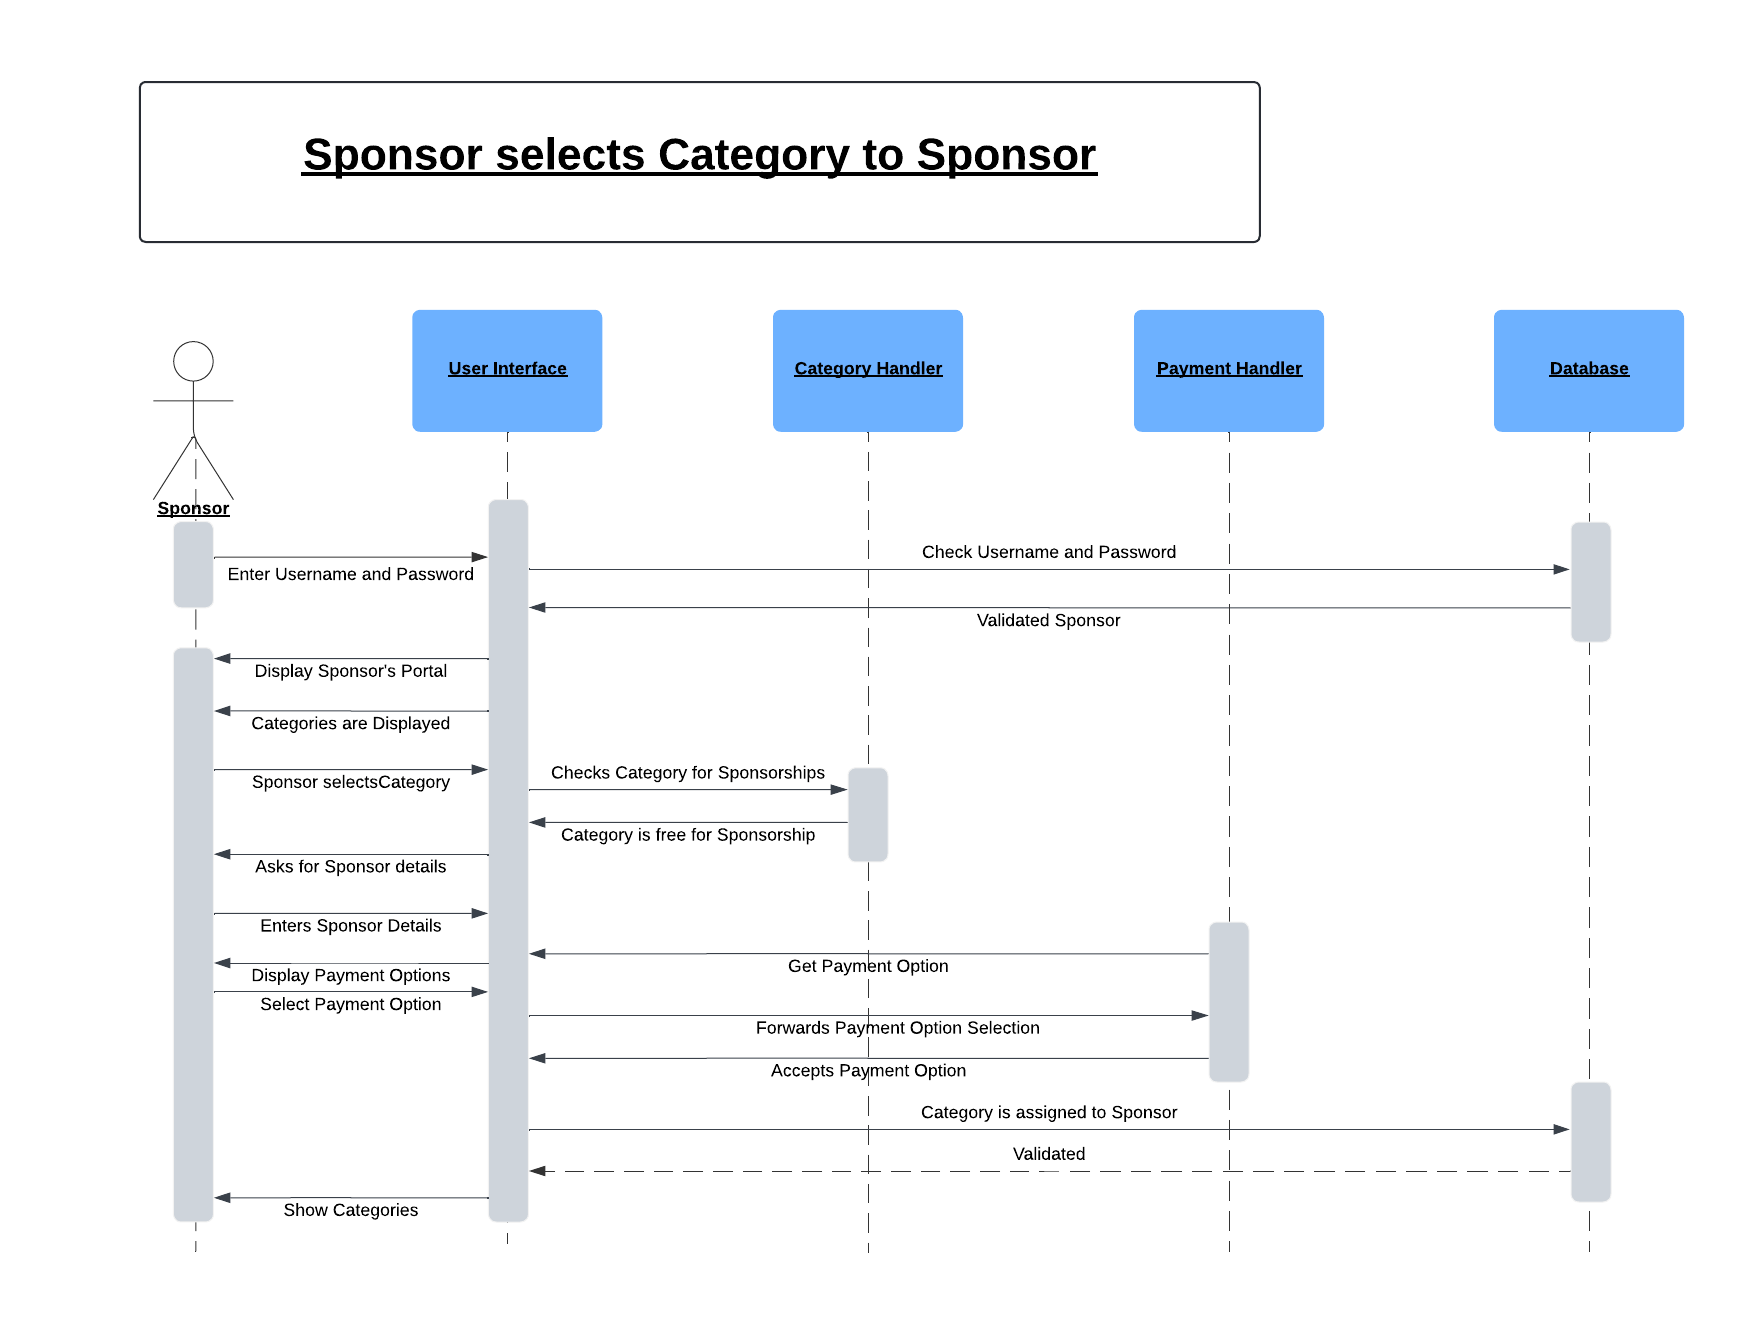 Sponsor selects Category to Sponsor
User Interface
Category Handler
Payment Handler
Database
Sponsor
Enter Username and Password
Check Username and Password
Validated Sponsor
Display Sponsor's Portal
Categories are Displayed
Sponsor selectsCategory
Checks Category for Sponsorships
Category is free for Sponsorship
Asks for Sponsor details
Enters Sponsor Details
Get Payment Option
Display Payment Options
Select Payment Option
Forwards Payment Option Selection
Accepts Payment Option
Category is assigned to Sponsor
Validated
Show Categories